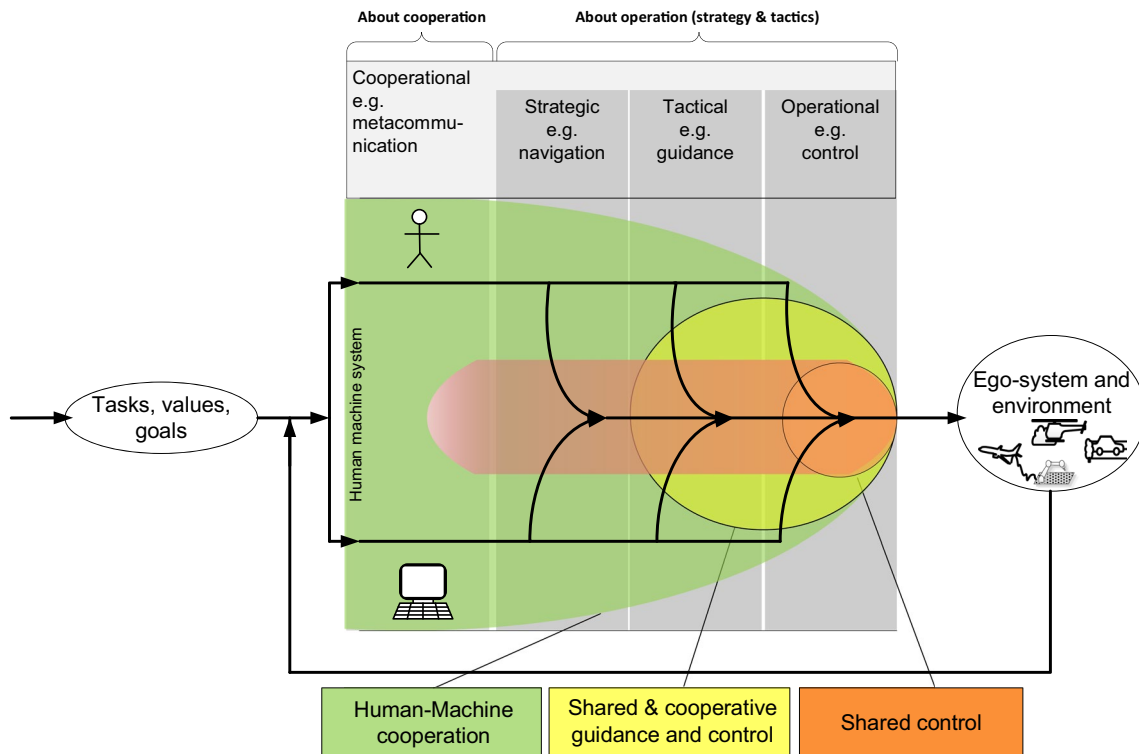 About cooperation
About operation (strategy & tactics)
Cooperational
e.g.
metacommu-
nication
Strategic
e.g.
navigation
Tactical
e.g.
guidance
Operational
e.g.
control
Human machine system
Tasks, values,
goals
Ego-system and
environment
Human-Machine
cooperation
Shared & cooperative
guidance and control
Shared control